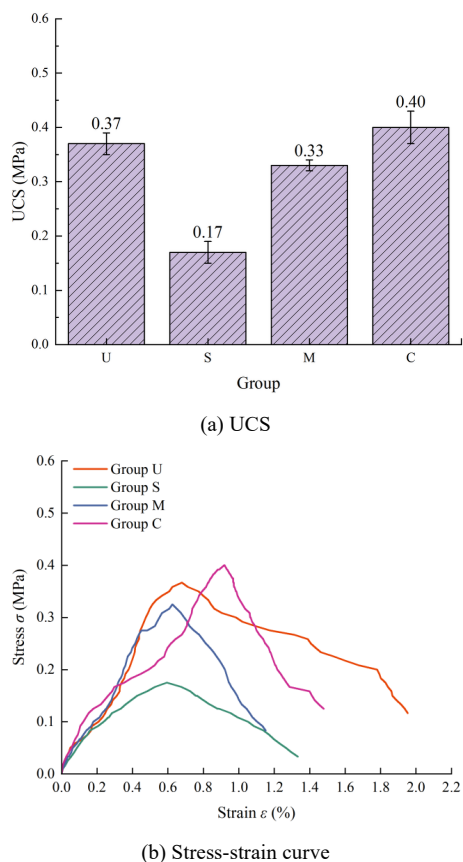 0.6
0.5
0.4
0.3
0.2
0.1
0.0
UCS (MPa)
0.37
0.17
0.33
0.40
U S M C
Group
(a) UCS
0.6
0.5
0.4
0.3
0.2
0.1
0.0
Stress σ (MPa)
Group U
Group S
Group M
Group C
0.0 0.2 0.4 0.6 0.8 1.0 1.2 1.4 1.6 1.8 2.0 2.2
Strain ε (%)
(b) Stress-strain curve